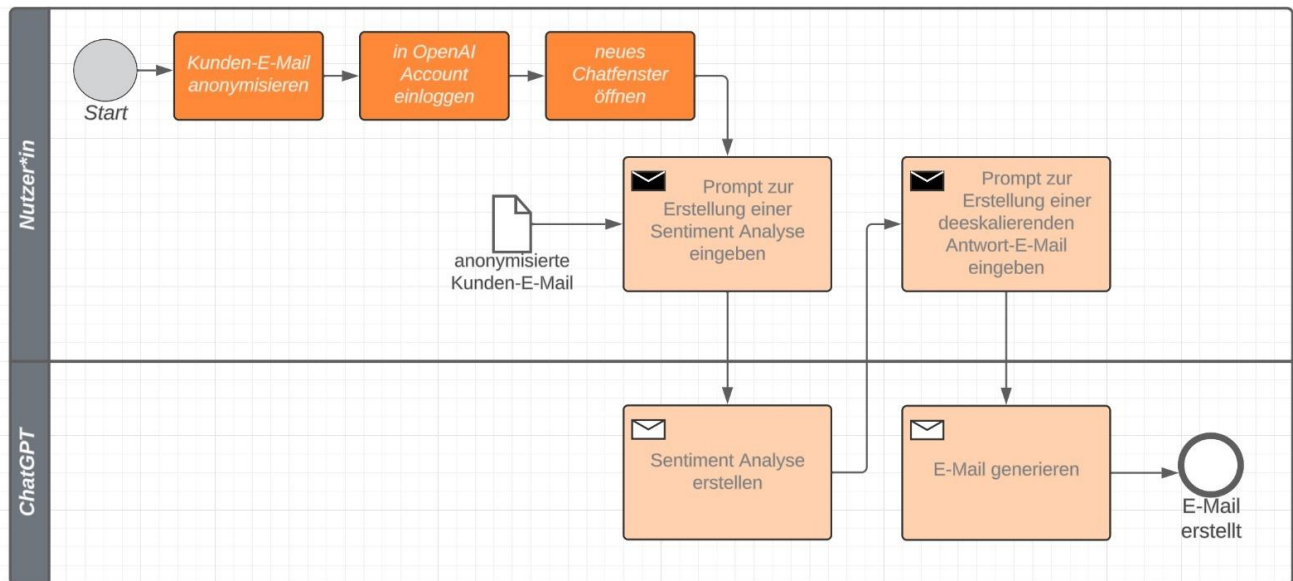 Nutzer*in
Start
Kunden-E-Mail
anonymisieren
in OpenAI
Account
einloggen
neues
Chatfenster
öffnen
anonymisierte
Kunden-E-Mail
Prompt zur
Erstellung einer
Sentiment Analyse
eingeben
Prompt zur
Erstellung einer
deeskalierenden
Antwort-E-Mail
eingeben
ChatGPT
Sentiment Analyse
erstellen
E-Mail generieren
E-Mail
erstellt